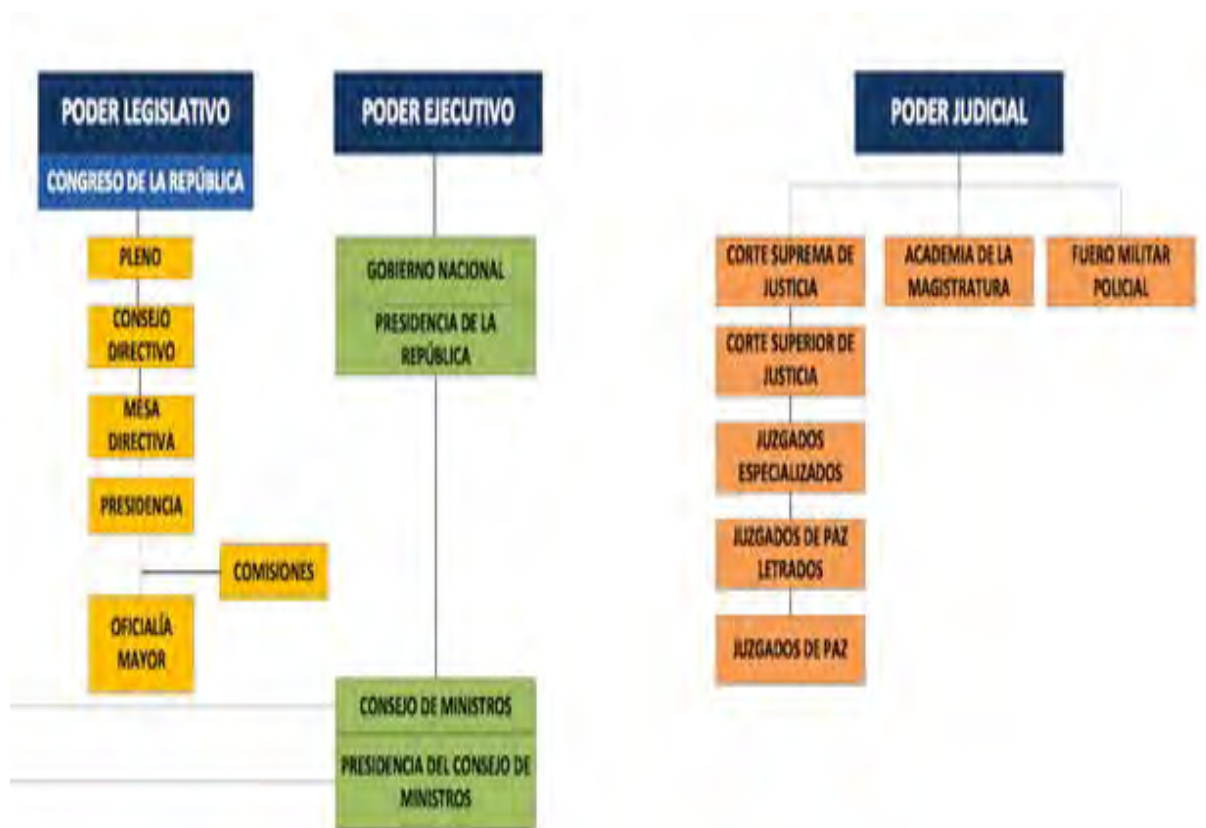 PODER LEGISLATIVO
CONGRESO DE LA REPÚBLICA
PLENO
CONSEJO
DIRECTIVO
MESA
DIRECTIVA
PRESIDENCIA
COMISIONES
OFICIALÍA
MAYOR
PODER EJECUTIVO
GOBIERNO NACIONAL
PRESIDENCIA DE LA
REPÚBLICA
CONSEJO DE MINISTROS
PRESIDENCIA DEL CONSEJO DE
MINISTROS
PODER JUDICIAL
CORTE SUPREMA DE
JUSTICIA
CORTE SUPERIOR DE
JUSTICIA
JUZGADOS
ESPECIALIZADOS
JUZGADOS DE PAZ
LETRADOS
JUZGADOS DE PAZ
ACADEMIA DE LA
MAGISTRATURA
FUERO MILITAR
POLICIAL